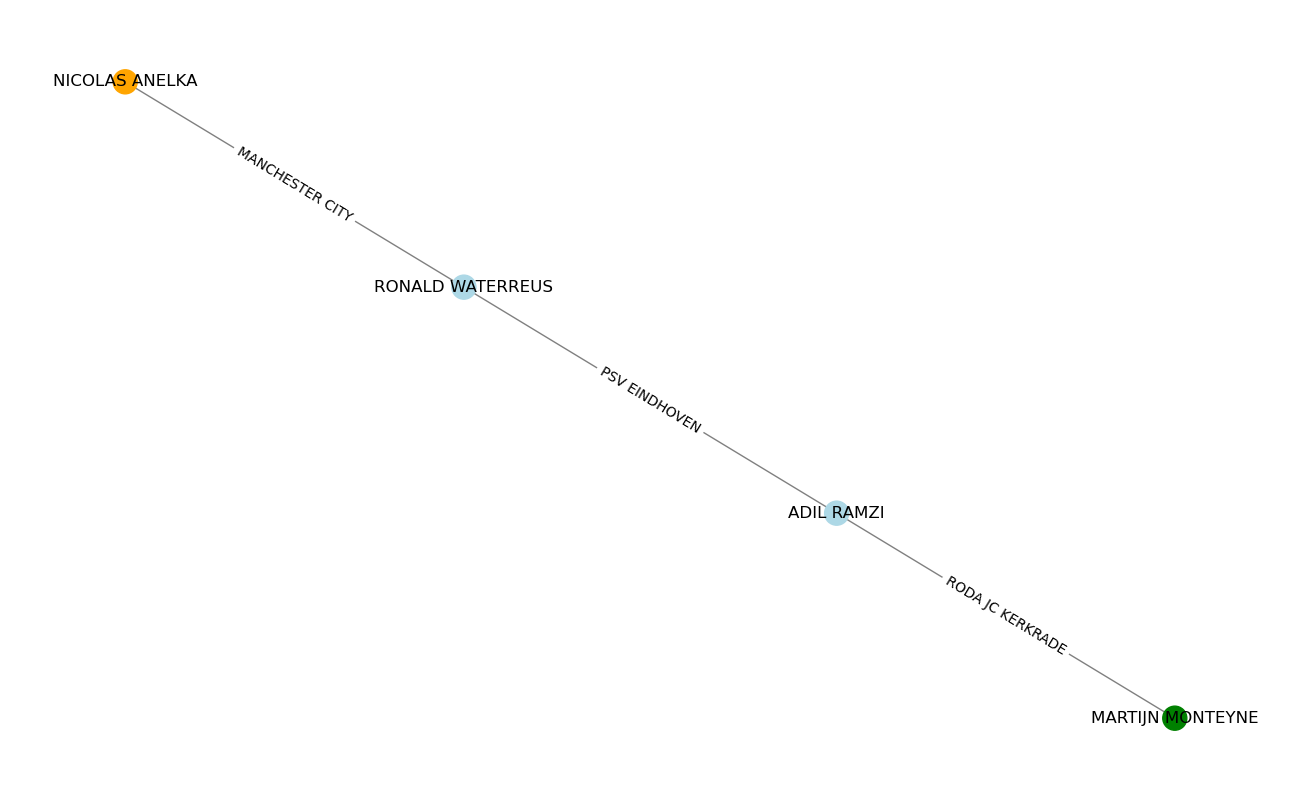 NICOLAS ANELKA
MANCHESTER CITY
RONALD WATERREUS
PSV EINDHOVEN
ADIL RAMZI
RODA JC KERKRADE
MARTIJN MONTEYNE